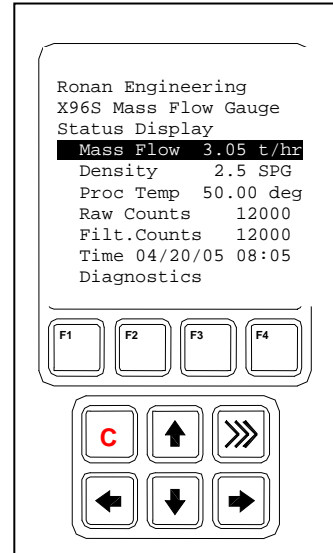 Ronan Engineering
X96S Mass Flow Gauge
Status Display
Mass Flow 3.05 t/hr
Density 2.5 SPG
Proc Temp 50.00 deg
Raw Counts 12000
Filt.Counts 12000
Time 04/20/05 08:05
Diagnostics
F1 F2 F3 F4
C